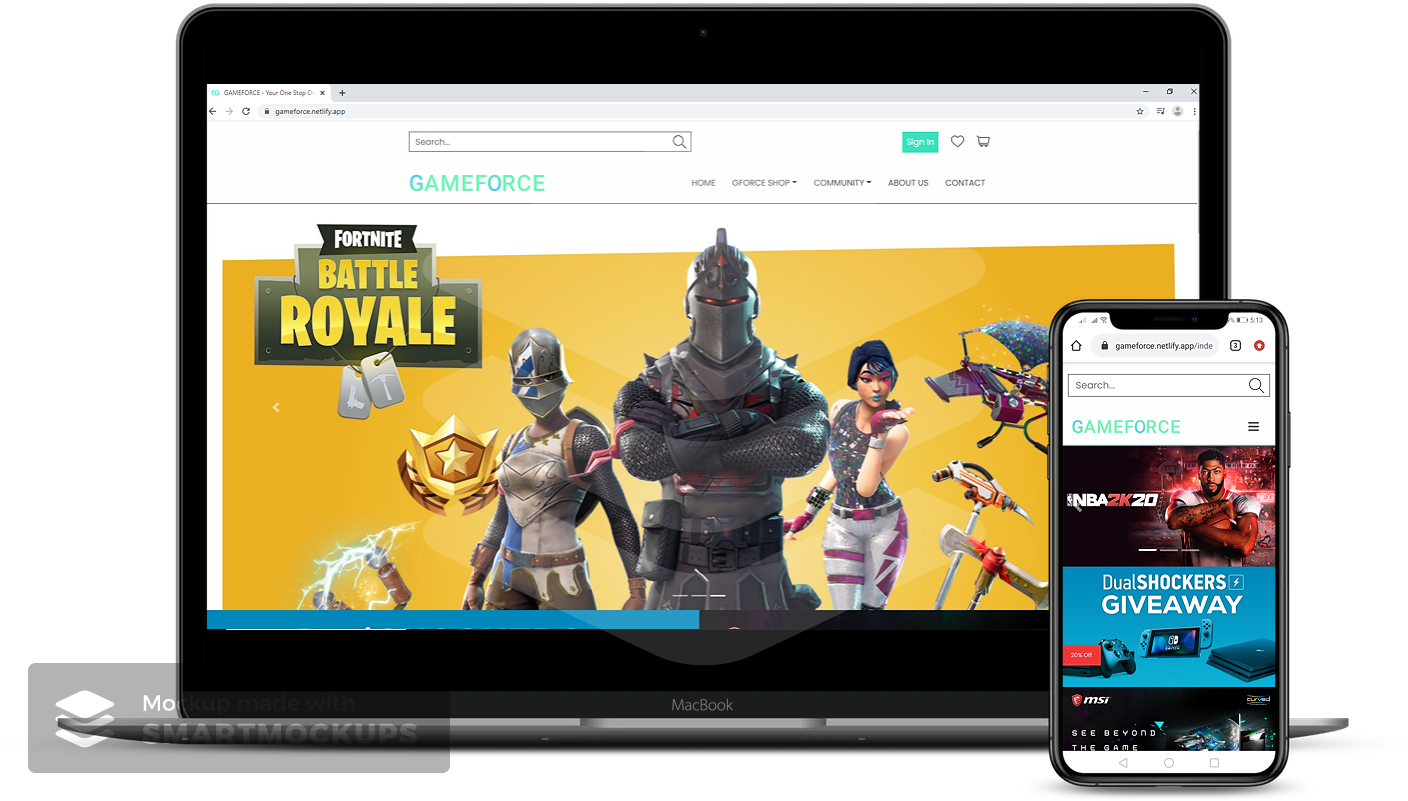 GAMEFORCE - Your One Stop O
gameforce.netlify.app
Search...
Sign In
GAMEFORCE
HOME
GFORCE SHOP
COMMUNITY
ABOUT US
CONTACT
FORTNITE
BATTLE
ROYALE
MacBook
5:13
gameforce.netlify.app/inde
3
Search...
GAMEFORCE
NBA2K20
DualSHOCKERS
GIVEAWAY
20% Off
msi
curved
SEE BEYOND
THE GAME
Mockup made with
SMARTMOCKUPS